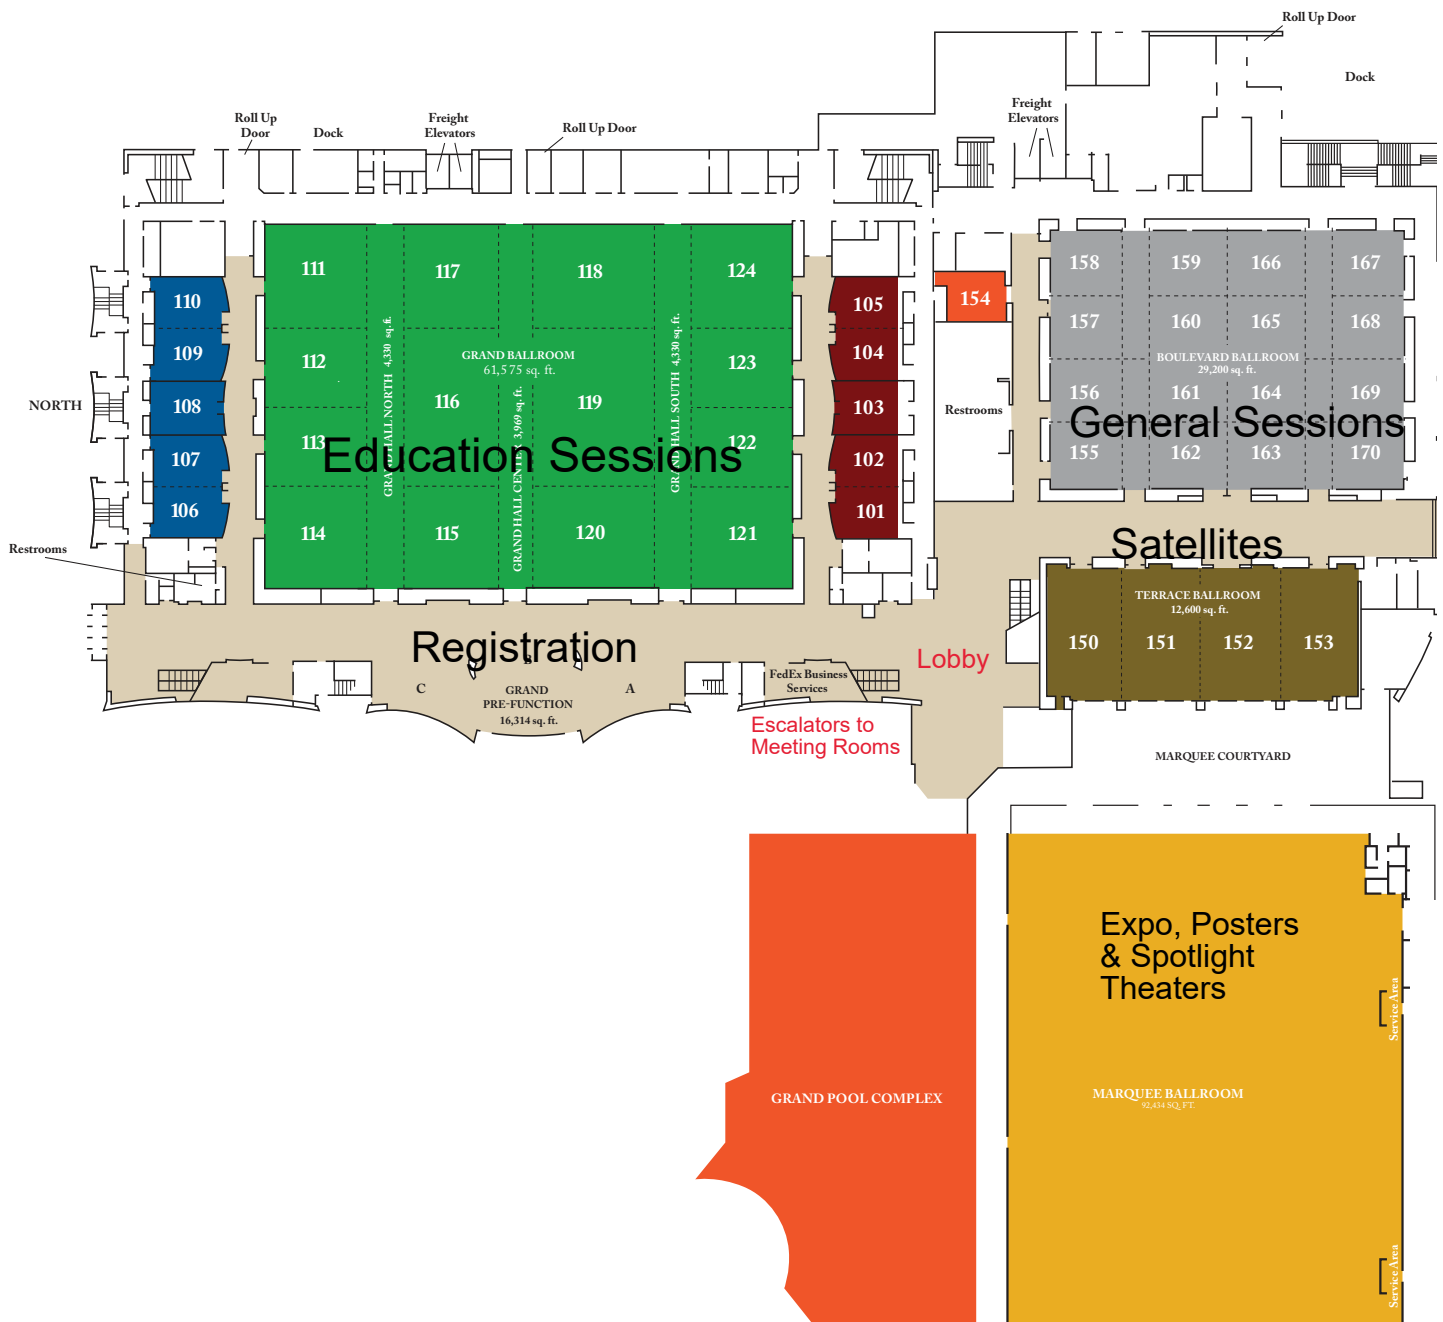 Roll Up Door
Dock
Freight
Elevators
Roll Up
Door
Dock
Freight
Elevators
Roll Up Door
111
117
118
124
158
159
166
167
110
105
154
157
160
165
168
109
104
112
GRAND BALLROOM
61,575 sq. ft.
123
BOULEVARD BALLROOM
29,200 sq. ft.
GRAND HALL NORTH 4,330 sq. ft.
GRAND HALL CENTER 3,969 sq. ft.
GRAND HALL SOUTH 4,330 sq. ft.
NORTH
108
116
119
103
Restrooms
156
161
164
169
General Sessions
113
122
Education Sessions
107
102
155
162
163
170
106
101
114
115
120
121
Restrooms
Satellites
TERRACE BALLROOM
12,600 sq. ft.
150
151
152
153
Registration
B
Lobby
C
A
FedEx Business
Services
GRAND
PRE-FUNCTION
16,314 sq. ft.
Escalators to
Meeting Rooms
MARQUEE COURTYARD
Expo, Posters
& Spotlight
Theaters
Service Area
GRAND POOL COMPLEX
MARQUEE BALLROOM
92,434 SQ. FT.
Service Area